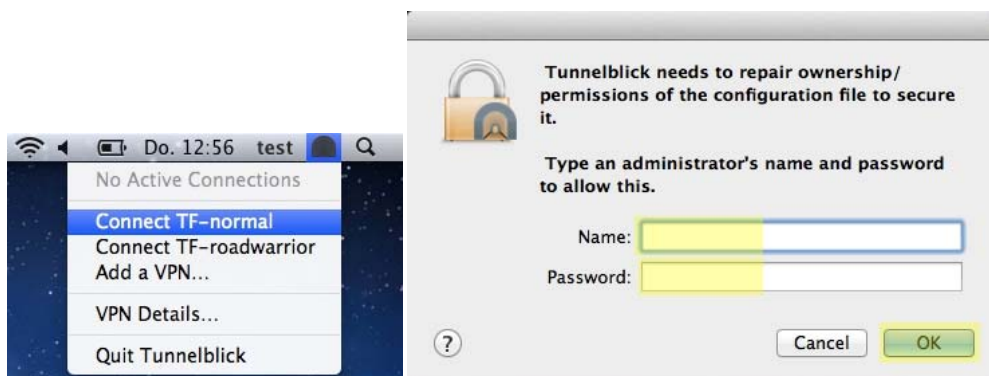 Do. 12:56 test
No Active Connections
Connect TF-normal
Connect TF-roadwarrior
Add a VPN...
VPN Details...
Quit Tunnelblick
Tunnelblick needs to repair ownership/
permissions of the configuration file to secure
it.
Type an administrator's name and password
to allow this.
Name:
Password:
?
Cancel OK